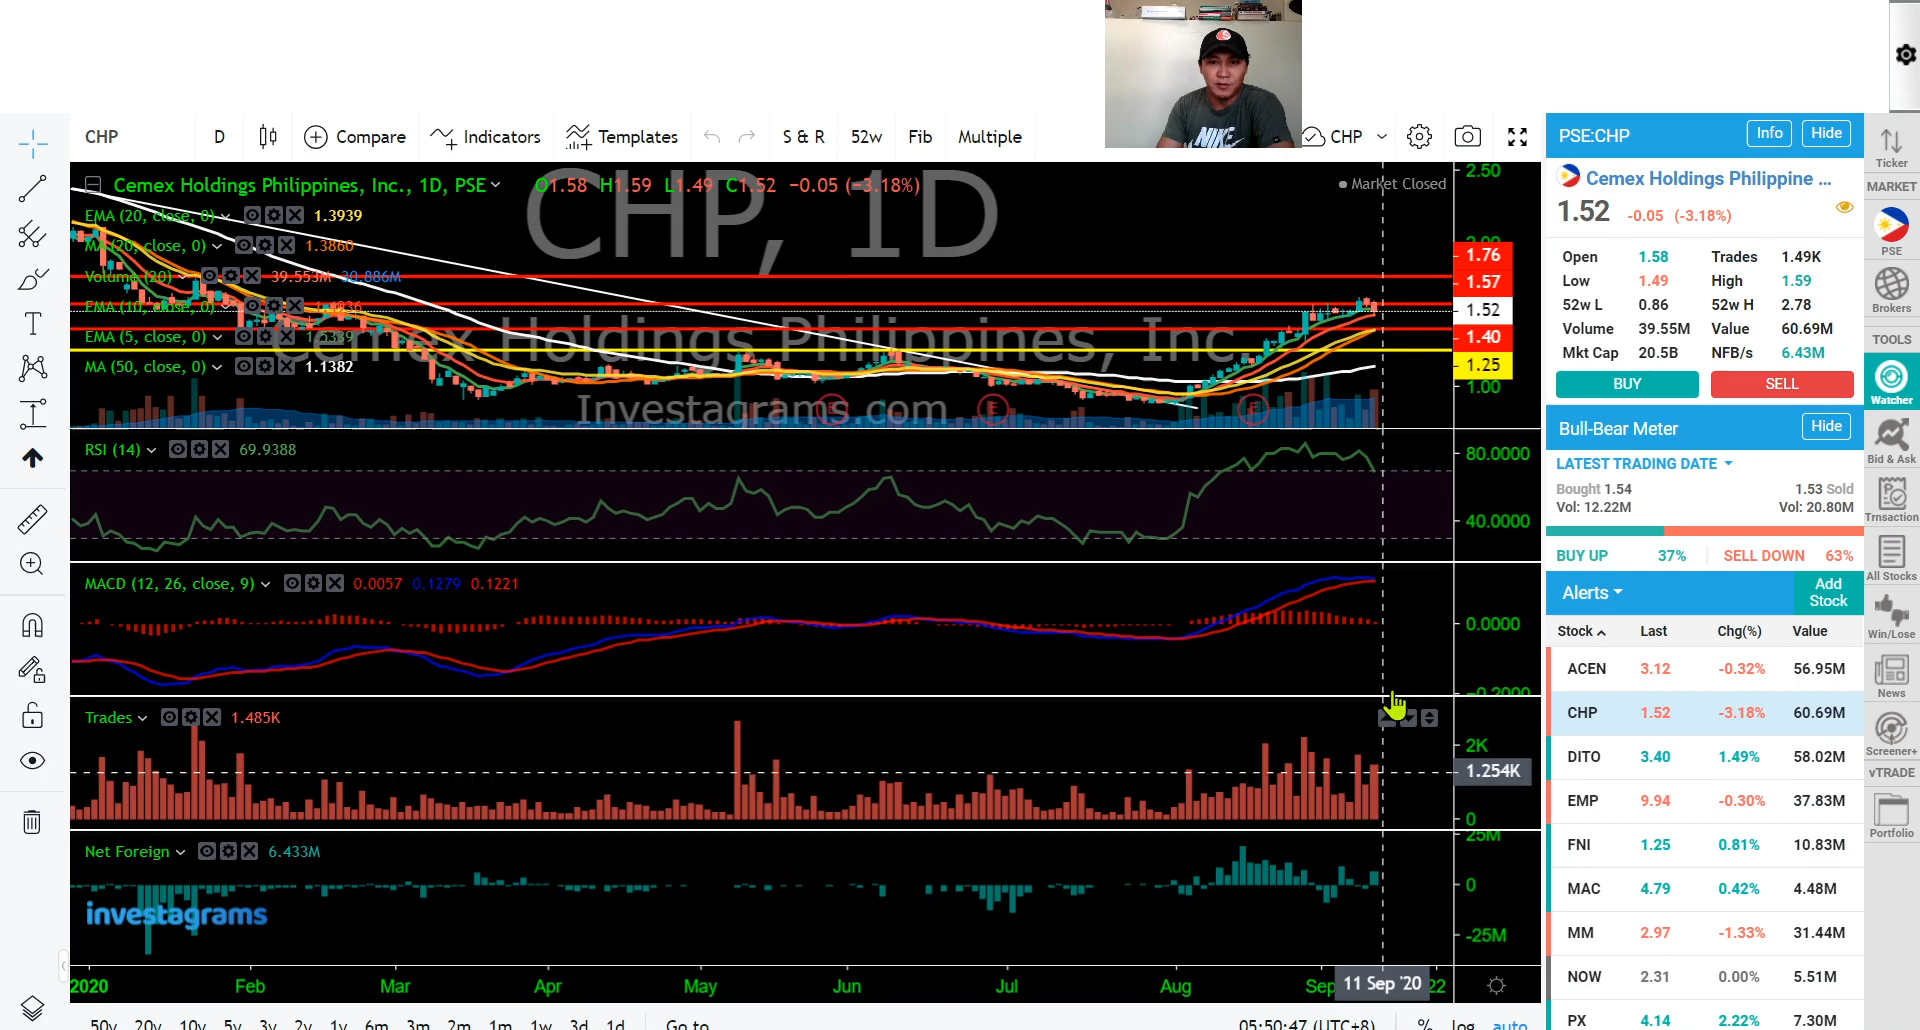 NIKE
CHP D Compare Indicators Templates S & R 52w Fib Multiple CHP
Cemex Holdings Philippines, Inc., 1D, PSE O1.58 H1.59 L1.49 C1.52 −0.05 (−3.18%)
Market Closed
CHP, 1D
Cemex Holdings Philippines, Inc
Investagrams.com
EMA (20, close, 0) 1.3939
MA (20, close, 0) 1.3860
Volume (20) 39.553M 30.886M
EMA (10, close, 0)
EMA (5, close, 0) 1.5339
MA (50, close, 0) 1.1382
E E
2.50
2.00
1.76
1.57
1.52
1.40
1.25
1.00
RSI (14) 69.9388
80.0000
40.0000
MACD (12, 26, close, 9) 0.0057 0.1279 0.1221
0.0000
−0.2000
Trades 1.485K
2K
1.254K
0
Net Foreign 6.433M
25M
0
-25M
investagrams
2020 Feb Mar Apr May Jun Jul Aug Sep 11 Sep '20 22
50y 20y 10y 5y 3y 2y 1y 6m 3m 2m 1m 1w 3d 1d Go to 05:50:47 (UTC+8) % log auto
PSE:CHP Info Hide
Cemex Holdings Philippine ...
1.52 -0.05 (-3.18%)
Open 1.58 Trades 1.49K
Low 1.49 High 1.59
52w L 0.86 52w H 2.78
Volume 39.55M Value 60.69M
Mkt Cap 20.5B NFB/s 6.43M
BUY SELL
Bull-Bear Meter Hide
LATEST TRADING DATE
Bought 1.54 1.53 Sold
Vol: 12.22M Vol: 20.80M
BUY UP 37% SELL DOWN 63%
Alerts Add Stock
Stock Last Chg(%) Value
ACEN 3.12 -0.32% 56.95M
CHP 1.52 -3.18% 60.69M
DITO 3.40 1.49% 58.02M
EMP 9.94 -0.30% 37.83M
FNI 1.25 0.81% 10.83M
MAC 4.79 0.42% 4.48M
MM 2.97 -1.33% 31.44M
NOW 2.31 0.00% 5.51M
PX 4.14 2.22% 7.30M
Ticker
MARKET
PSE
Brokers
TOOLS
Watcher
Bid & Ask
Trnsaction
All Stocks
Win/Lose
News
Screener+
vTRADE
Portfolio